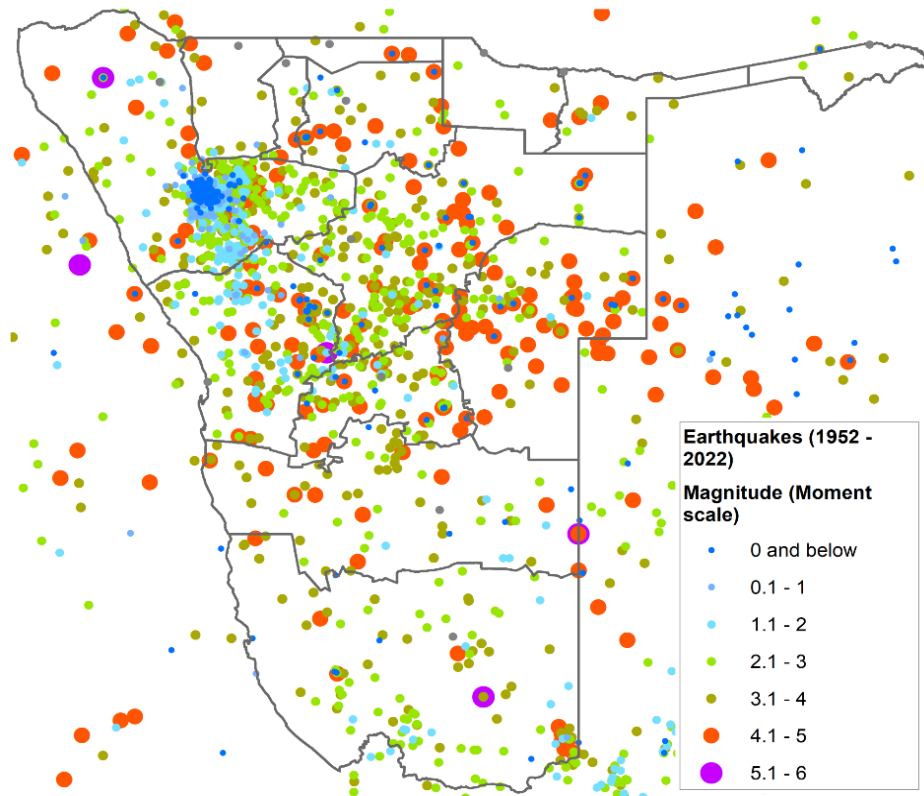 Earthquakes (1952 -
2022)
Magnitude (Moment
scale)
0 and below
0.1 - 1
1.1 - 2
2.1 - 3
3.1 - 4
4.1 - 5
5.1 - 6